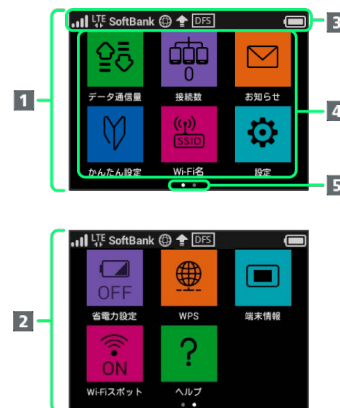 LTE SoftBank DFS
3
0
データ通信量 接続数 お知らせ
1
4
SSID
かんたん設定 Wi-Fi名 設定
5
LTE SoftBank DFS
OFF
省電力設定 WPS 端末情報
2
ON ?
Wi-Fiスポット ヘルプ